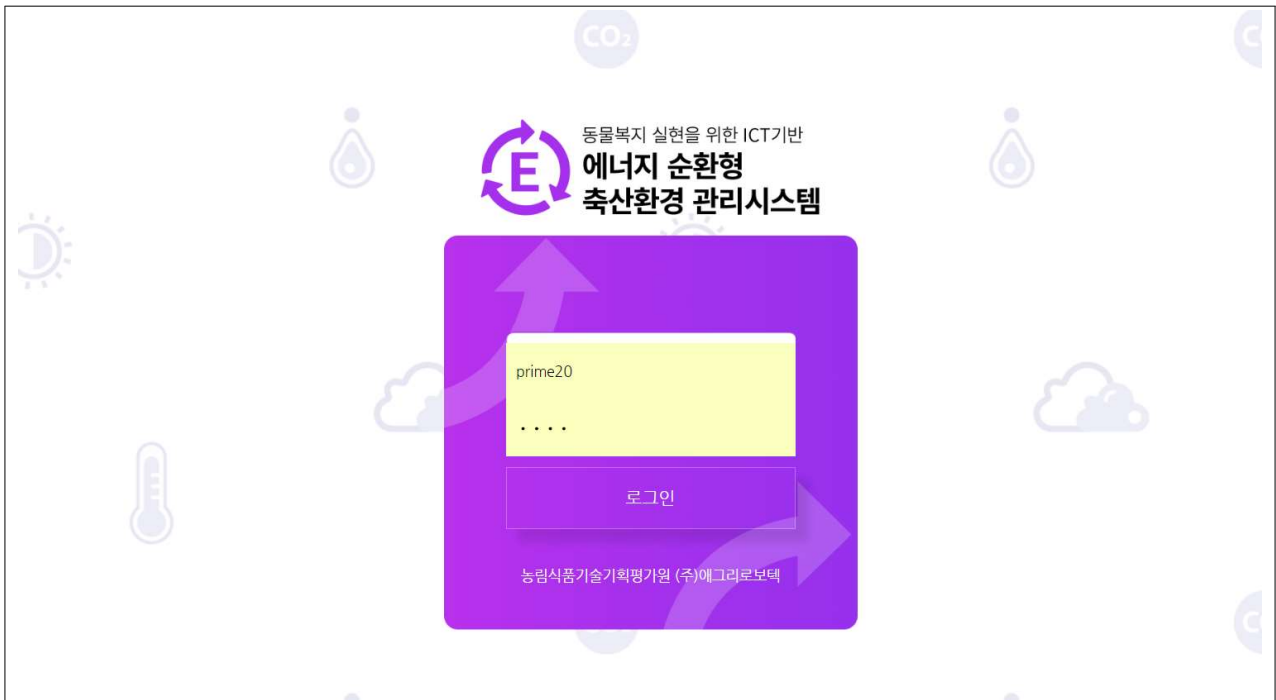 CO₂
동물복지 실현을 위한 ICT기반
E
에너지 순환형
축산환경 관리시스템
prime20
....
로그인
농림식품기술기획평가원 (주)애그리로보텍